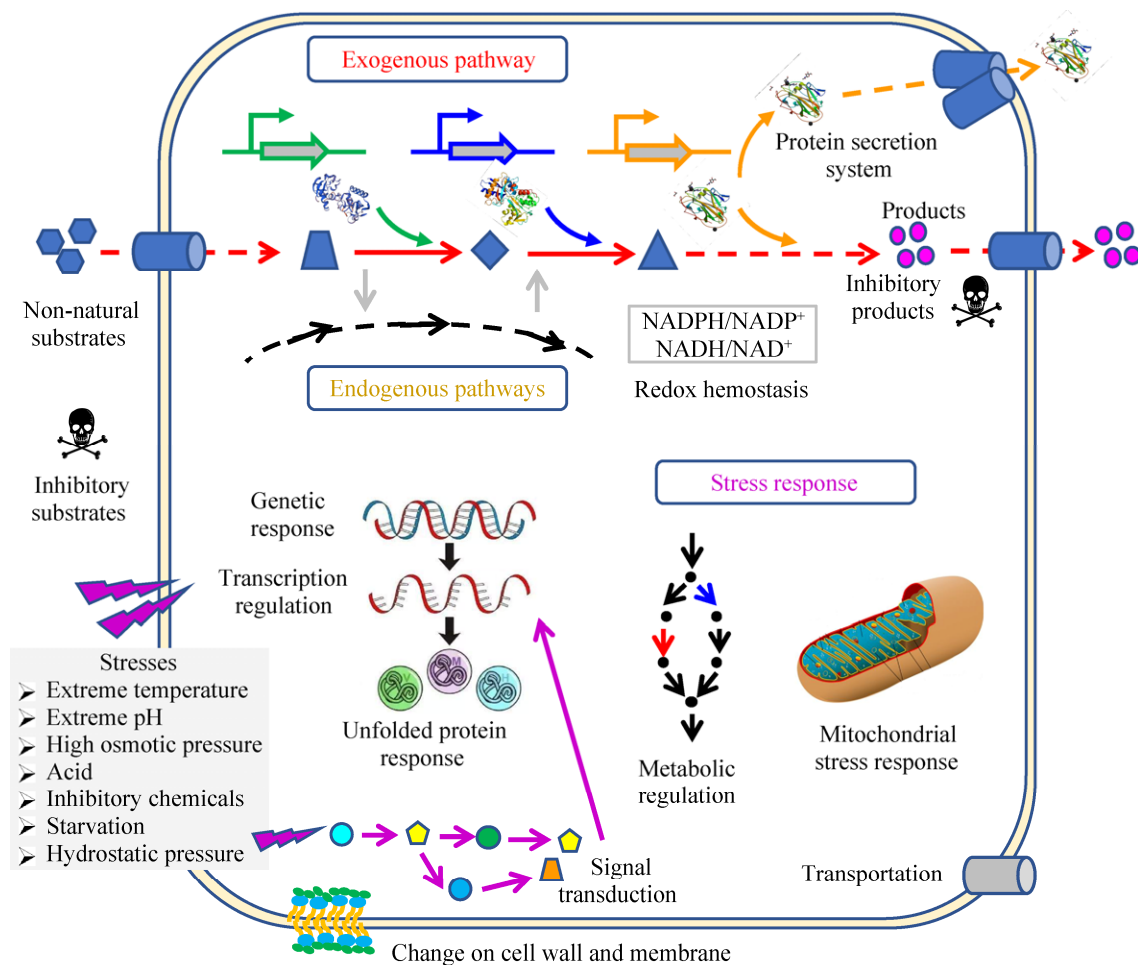 Exogenous pathway
Protein secretion
system
Products
Non-natural
substrates
Inhibitory
products
NADPH/NADP⁺
NADH/NAD⁺
Redox hemostasis
Endogenous pathways
Inhibitory
substrates
Stress response
Genetic
response
Transcription
regulation
Unfolded protein
response
Metabolic
regulation
Mitochondrial
stress response
Stresses
➢ Extreme temperature
➢ Extreme pH
➢ High osmotic pressure
➢ Acid
➢ Inhibitory chemicals
➢ Starvation
➢ Hydrostatic pressure
Signal
transduction
Transportation
Change on cell wall and membrane